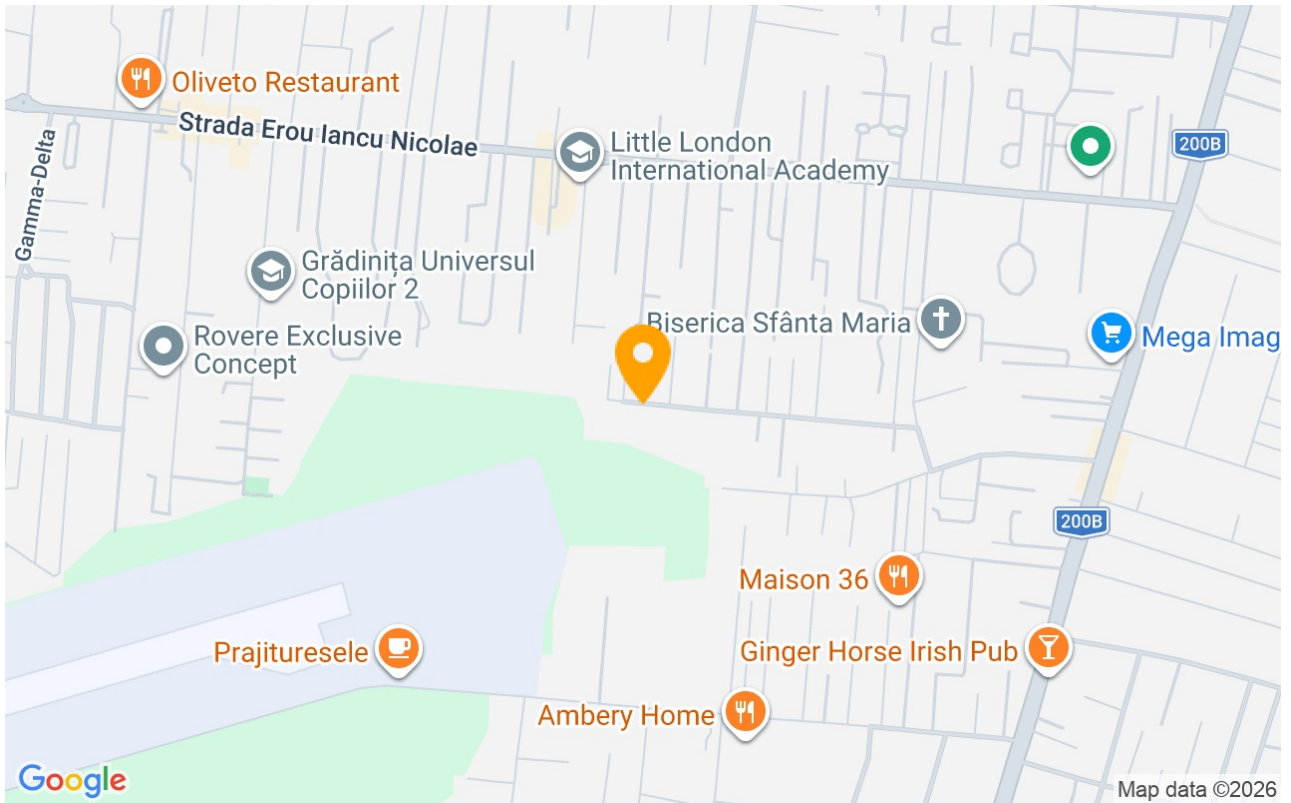 Oliveto Restaurant
Strada Erou Iancu Nicolae
Little London
International Academy
200B
Gamma-Delta
Grădinița Universul
Copiilor 2
Biserica Sfânta Maria
Rovere Exclusive
Concept
Mega Imag
200B
Maison 36
Prajituresele
Ginger Horse Irish Pub
Ambery Home
Google
Map data ©2026